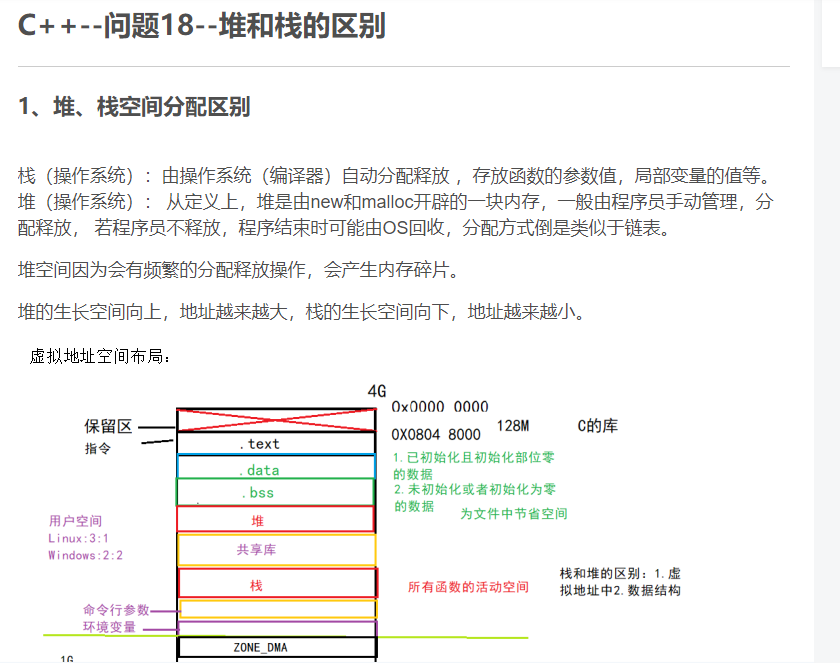 C++--问题18--堆和栈的区别
1、堆、栈空间分配区别
栈（操作系统）：由操作系统（编译器）自动分配释放 ，存放函数的参数值，局部变量的值等。
堆（操作系统）： 从定义上，堆是由new和malloc开辟的一块内存，一般由程序员手动管理，分
配释放， 若程序员不释放，程序结束时可能由OS回收，分配方式倒是类似于链表。
堆空间因为会有频繁的分配释放操作，会产生内存碎片。
堆的生长空间向上，地址越来越大，栈的生长空间向下，地址越来越小。
虚拟地址空间布局：
4G
0x0000 0000
保留区
128M
C的库
0X0804 8000
指令
.text
1.已初始化且初始化部位零
的数据
.data
2.未初始化或者初始化为零
的数据
.bss
为文件中节省空间
用户空间
Linux:3:1
Windows:2:2
堆
共享库
栈
所有函数的活动空间
栈和堆的区别：1.虚
拟地址中2.数据结构
命令行参数
环境变量
ZONE_DMA
1G